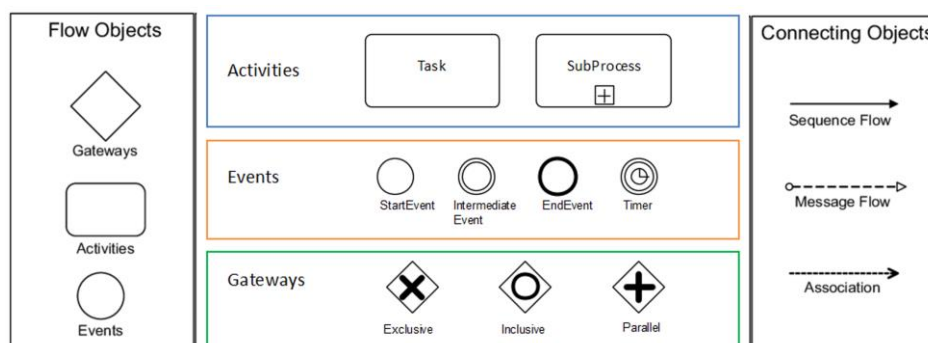 Flow Objects
Gateways
Activities
Events
Activities
Task
SubProcess
Events
StartEvent
Intermediate
Event
EndEvent
Timer
Gateways
Exclusive
Inclusive
Parallel
Connecting Objects
Sequence Flow
Message Flow
Association